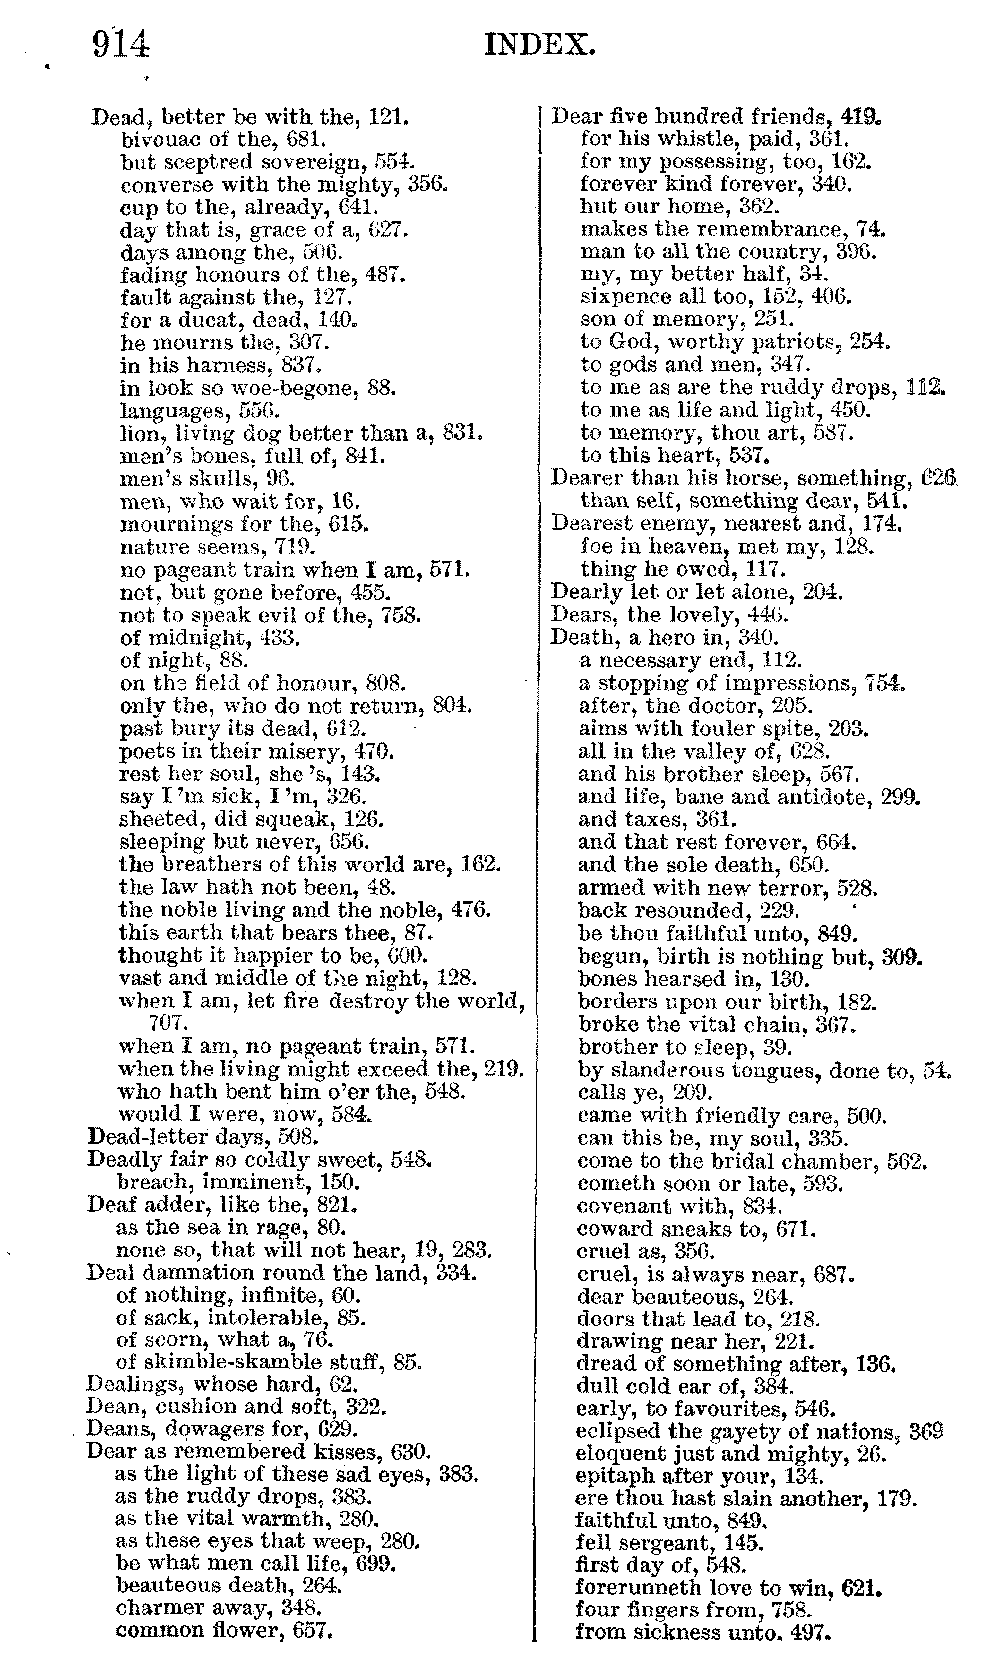 914
INDEX.
Dead, better be with the, 121.
bivouac of the, 681.
but sceptred sovereign, 554.
converse with the mighty, 356.
cup to the, already, 641.
day that is, grace of a, 627.
days among the, 506.
fading honours of the, 487.
fault against the, 127.
for a ducat, dead, 140.
he mourns the, 307.
in his harness, 837.
in look so woe-begone, 88.
languages, 556.
lion, living dog better than a, 831.
men's bones, full of, 841.
men's skulls, 96.
men, who wait for, 16.
mournings for the, 615.
nature seems, 719.
no pageant train when I am, 571.
not, but gone before, 455.
not to speak evil of the, 758.
of midnight, 433.
of night, 88.
on the field of honour, 808.
only the, who do not return, 804.
past bury its dead, 612.
poets in their misery, 470.
rest her soul, she 's, 143.
say I 'm sick, I 'm, 326.
sheeted, did squeak, 126.
sleeping but never, 656.
the breathers of this world are, 162.
the law hath not been, 48.
the noble living and the noble, 476.
this earth that bears thee, 87.
thought it happier to be, 600.
vast and middle of the night, 128.
when I am, let fire destroy the world,
707.
when I am, no pageant train, 571.
when the living might exceed the, 219.
who hath bent him o'er the, 548.
would I were, now, 584.
Dead-letter days, 508.
Deadly fair so coldly sweet, 548.
breach, imminent, 150.
Deaf adder, like the, 821.
as the sea in rage, 80.
none so, that will not hear, 19, 283.
Deal damnation round the land, 334.
of nothing, infinite, 60.
of sack, intolerable, 85.
of scorn, what a, 76.
of skimble-skamble stuff, 85.
Dealings, whose hard, 62.
Dean, cushion and soft, 322.
Deans, dowagers for, 629.
Dear as remembered kisses, 630.
as the light of these sad eyes, 383.
as the ruddy drops, 383.
as the vital warmth, 280.
as these eyes that weep, 280.
be what men call life, 699.
beauteous death, 264.
charmer away, 348.
common flower, 657.
Dear five hundred friends, 419.
for his whistle, paid, 361.
for my possessing, too, 162.
forever kind forever, 340.
hut our home, 362.
makes the remembrance, 74.
man to all the country, 396.
my, my better half, 34.
sixpence all too, 152, 406.
son of memory, 251.
to God, worthy patriots, 254.
to gods and men, 347.
to me as are the ruddy drops, 112.
to me as life and light, 450.
to memory, thou art, 587.
to this heart, 537.
Dearer than his horse, something, 626.
than self, something dear, 541.
Dearest enemy, nearest and, 174.
foe in heaven, met my, 128.
thing he owed, 117.
Dearly let or let alone, 204.
Dears, the lovely, 446.
Death, a hero in, 340.
a necessary end, 112.
a stopping of impressions, 754.
after, the doctor, 205.
aims with fouler spite, 203.
all in the valley of, 628.
and his brother sleep, 567.
and life, bane and antidote, 299.
and taxes, 361.
and that rest forever, 664.
and the sole death, 650.
armed with new terror, 528.
back resounded, 229.
be thou faithful unto, 849.
begun, birth is nothing but, 309.
bones hearsed in, 130.
borders upon our birth, 182.
broke the vital chain, 367.
brother to sleep, 39.
by slanderous tongues, done to, 54.
calls ye, 209.
came with friendly care, 500.
can this be, my soul, 335.
come to the bridal chamber, 562.
cometh soon or late, 593.
covenant with, 834.
coward sneaks to, 671.
cruel as, 356.
cruel, is always near, 687.
dear beauteous, 264.
doors that lead to, 218.
drawing near her, 221.
dread of something after, 136.
dull cold ear of, 384.
early, to favourites, 546.
eclipsed the gayety of nations, 369
eloquent just and mighty, 26.
epitaph after your, 134.
ere thou hast slain another, 179.
faithful unto, 849.
fell sergeant, 145.
first day of, 548.
forerunneth love to win, 621.
four fingers from, 758.
from sickness unto, 497.